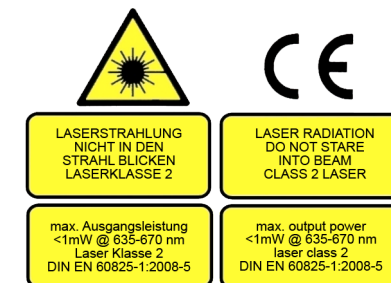 CE
LASERSTRAHLUNG
NICHT IN DEN
STRAHL BLICKEN
LASERKLASSE 2
LASER RADIATION
DO NOT STARE
INTO BEAM
CLASS 2 LASER
max. Ausgangsleistung
<1mW @ 635-670 nm
Laser Klasse 2
DIN EN 60825-1:2008-5
max. output power
<1mW @ 635-670 nm
laser class 2
DIN EN 60825-1:2008-5